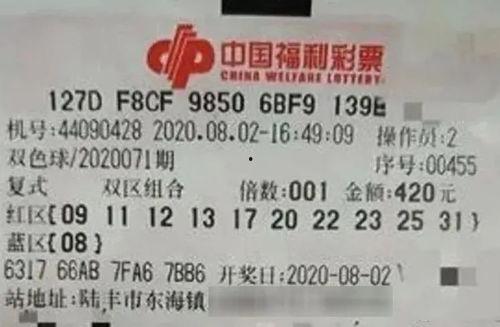 中国福利彩票
CHINA WELFARE LOTTERY
127D F8CF 9850 6BF9 139E
机号:44090428 2020.08.02-16:49:09 操作员:2
双色球/2020071期 序号:00455
复式 双区组合 倍数:001 金额:420元
红区{09 11 12 13 17 20 22 23 25 31}
蓝区{08}
6317 66AB 7FA6 7BB6 开奖日:2020-08-02
站地址:陆丰市东海镇